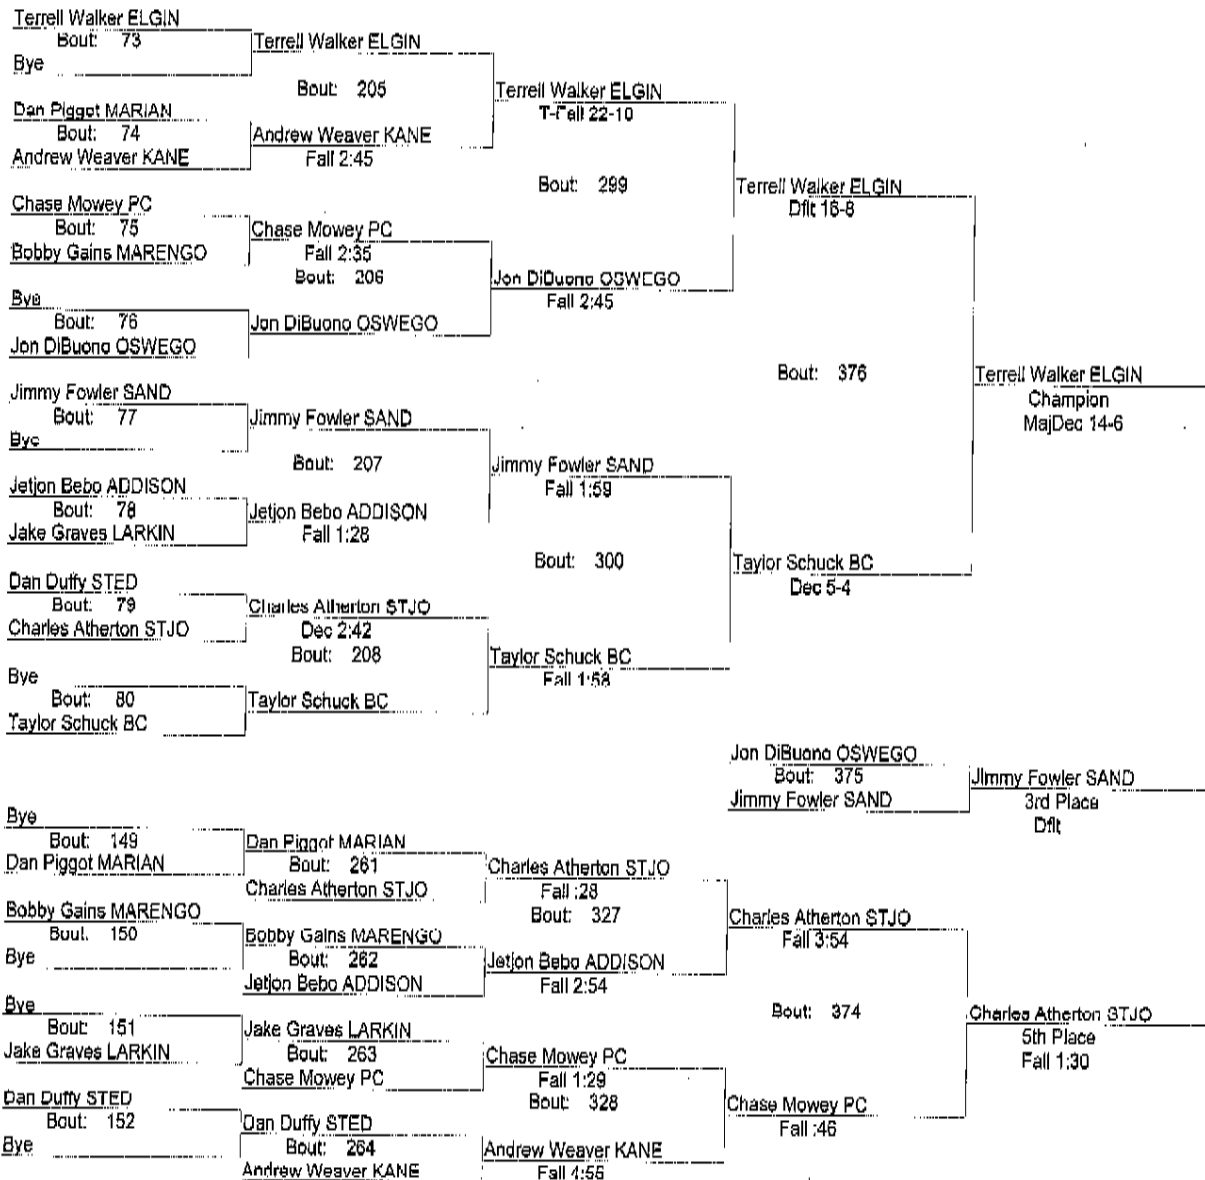 Terrell Walker ELGIN
Bout: 73
Bye
Terrell Walker ELGIN
Bout: 205
Dan Piggot MARIAN
Bout: 74
Andrew Weaver KANE
Andrew Weaver KANE
Fall 2:45
Terrell Walker ELGIN
T-Fall 22-10
Bout: 299
Chase Mowey PC
Bout: 75
Bobby Gains MARENGO
Chase Mowey PC
Fall 2:35
Bout: 206
Bye
Bout: 76
Jon DiBuono OSWEGO
Jon DiBuono OSWEGO
Jon DiBuono OSWEGO
Fall 2:45
Terrell Walker ELGIN
Dflt 16-8
Bout: 376
Jimmy Fowler SAND
Bout: 77
Bye
Jimmy Fowler SAND
Bout: 207
Jetjon Bebo ADDISON
Bout: 78
Jake Graves LARKIN
Jetjon Bebo ADDISON
Fall 1:28
Jimmy Fowler SAND
Fall 1:59
Bout: 300
Dan Duffy STED
Bout: 79
Charles Atherton STJO
Charles Atherton STJO
Dec 2:42
Bout: 208
Bye
Bout: 80
Taylor Schuck BC
Taylor Schuck BC
Taylor Schuck BC
Fall 1:58
Taylor Schuck BC
Dec 5-4
Terrell Walker ELGIN
Champion
MajDec 14-6
Jon DiBuono OSWEGO
Bout: 375
Jimmy Fowler SAND
Jimmy Fowler SAND
3rd Place
Dflt
Bye
Bout: 149
Dan Piggot MARIAN
Dan Piggot MARIAN
Bout: 261
Charles Atherton STJO
Charles Atherton STJO
Fall :28
Bout: 327
Bobby Gains MARENGO
Bout: 150
Bye
Bobby Gains MARENGO
Bout: 262
Jetjon Bebo ADDISON
Jetjon Bebo ADDISON
Fall 2:54
Charles Atherton STJO
Fall 3:54
Bout: 374
Bye
Bout: 151
Jake Graves LARKIN
Jake Graves LARKIN
Bout: 263
Chase Mowey PC
Chase Mowey PC
Fall 1:29
Bout: 328
Dan Duffy STED
Bout: 152
Bye
Dan Duffy STED
Bout: 264
Andrew Weaver KANE
Andrew Weaver KANE
Fall 4:55
Chase Mowey PC
Fall :46
Charles Atherton STJO
5th Place
Fall 1:30